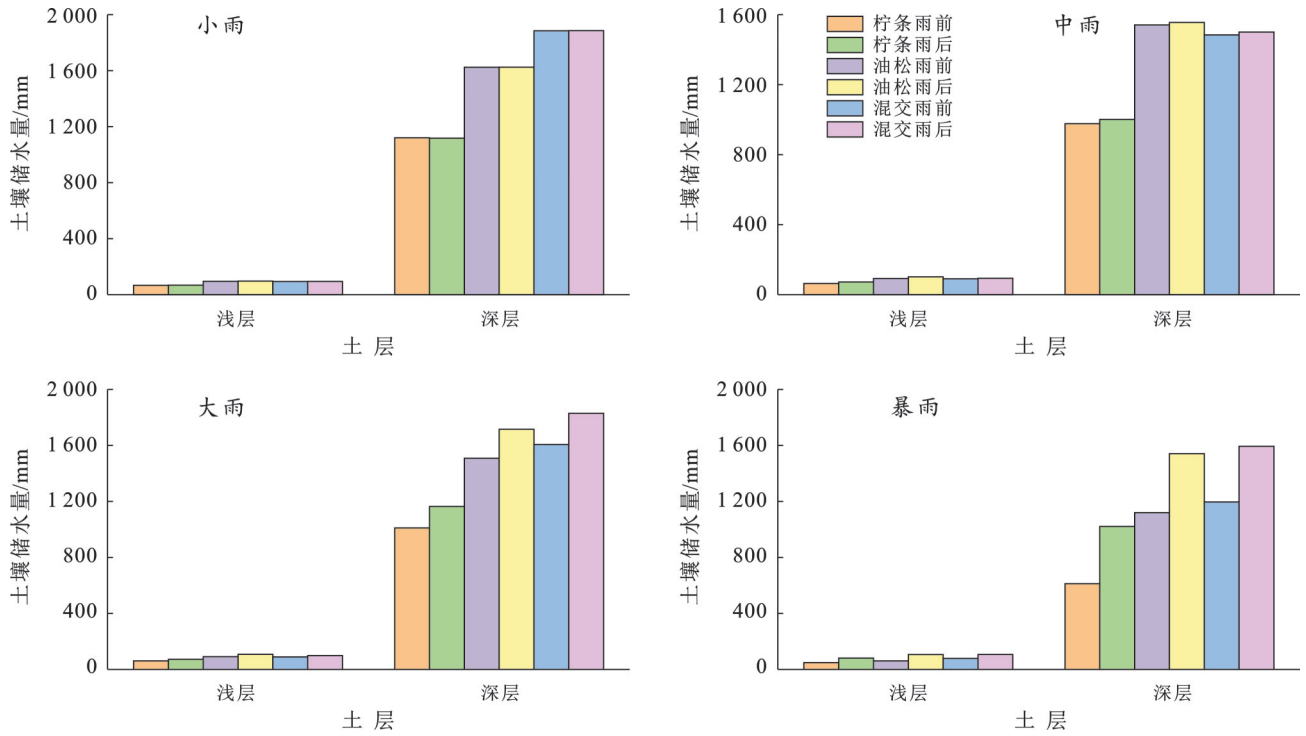 小雨
土壤储水量/mm
2 000
1 600
1 200
800
400
0
浅层
深层
土 层
中雨
柠条雨前
柠条雨后
油松雨前
油松雨后
混交雨前
混交雨后
土壤储水量/mm
1 600
1 200
800
400
0
浅层
深层
土 层
大雨
土壤储水量/mm
2 000
1 600
1 200
800
400
0
浅层
深层
土 层
暴雨
土壤储水量/mm
2 000
1 600
1 200
800
400
0
浅层
深层
土 层